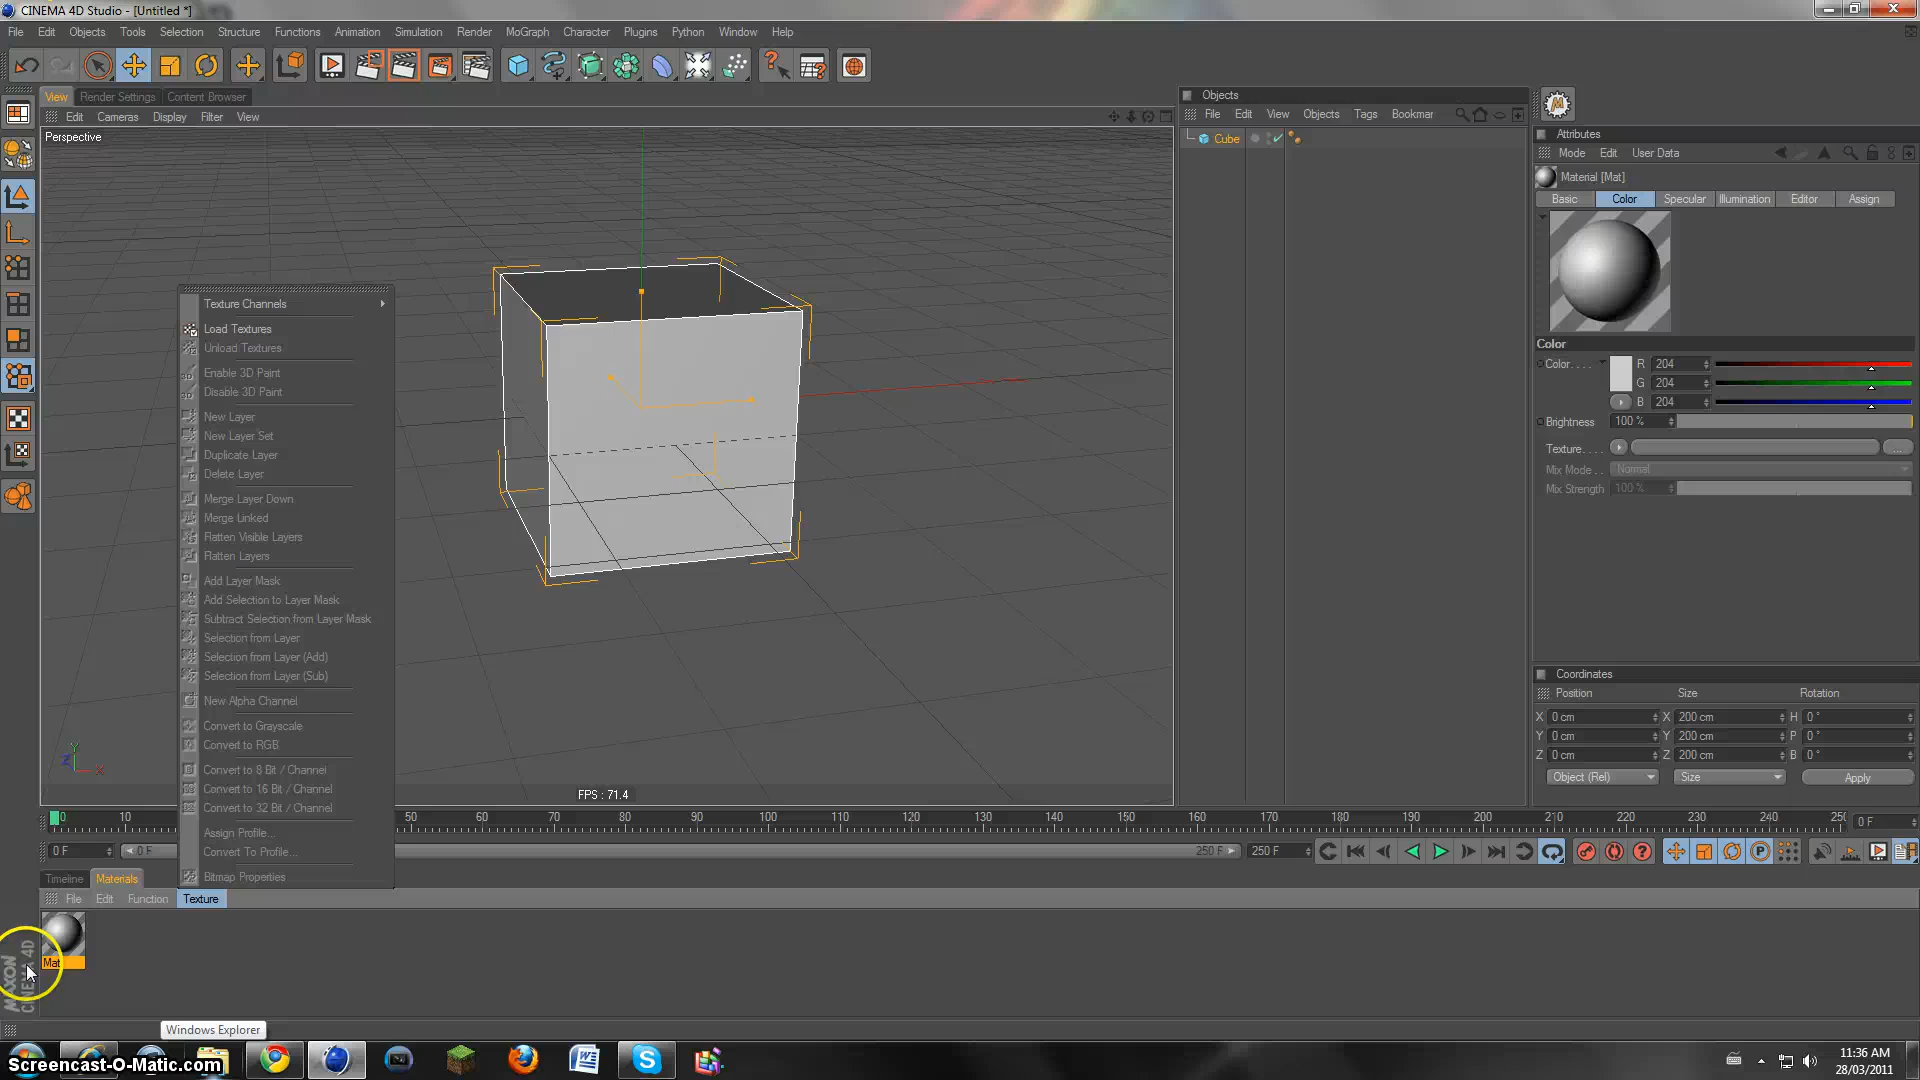 CINEMA 4D Studio - [Untitled *]
File Edit Objects Tools Selection Structure Functions Animation Simulation Render MoGraph Character Plugins Python Window Help
View Render Settings Content Browser
Edit Cameras Display Filter View
Perspective
Texture Channels
Load Textures
Unload Textures
Enable 3D Paint
Disable 3D Paint
New Layer
New Layer Set
Duplicate Layer
Delete Layer
Merge Layer Down
Merge Linked
Flatten Visible Layers
Flatten Layers
Add Layer Mask
Add Selection to Layer Mask
Subtract Selection from Layer Mask
Selection from Layer
Selection from Layer (Add)
Selection from Layer (Sub)
New Alpha Channel
Convert to Grayscale
Convert to RGB
Convert to 8 Bit / Channel
Convert to 16 Bit / Channel
Convert to 32 Bit / Channel
Assign Profile...
Convert To Profile...
Bitmap Properties
Y
Z X
FPS : 71.4
Objects
File Edit View Objects Tags Bookmar
Cube
Attributes
Mode Edit User Data
Material [Mat]
Basic Color Specular Illumination Editor Assign
Color
Color. . . . R 204
G 204
B 204
Brightness 100 %
Texture. . . . ...
Mix Mode . . Normal
Mix Strength 100 %
Coordinates
Position Size Rotation
X 0 cm X 200 cm H 0 °
Y 0 cm Y 200 cm P 0 °
Z 0 cm Z 200 cm B 0 °
Object (Rel) Size Apply
0 10 50 60 70 80 90 100 110 120 130 140 150 160 170 180 190 200 210 220 230 240 250 0 F
0 F 0 F 250 F 250 F
Timeline Materials
File Edit Function Texture
Mat
MAXON
CINEMA 4D
Windows Explorer
Screencast-O-Matic.com
11:36 AM
28/03/2011